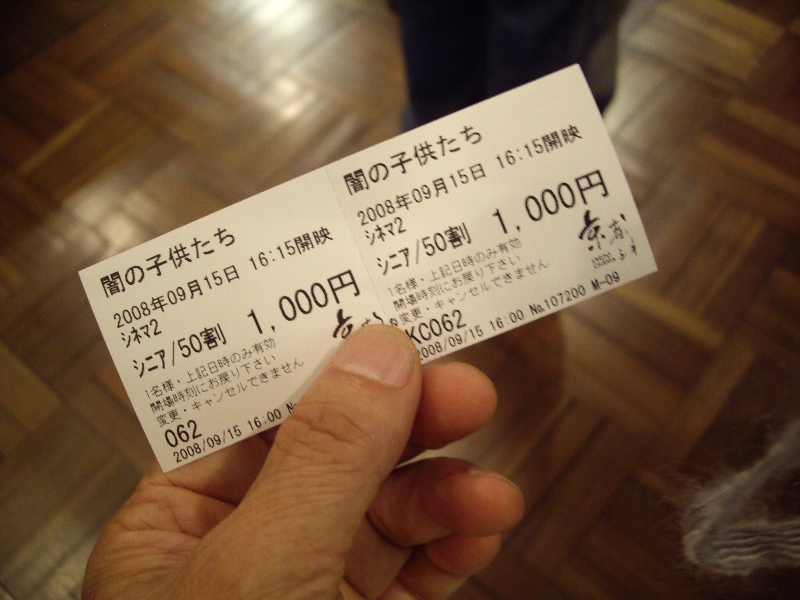 闇の子供たち
2008年09月15日 16:15開映
シネマ2
シニア/50割 1,000円
1名様・上記日時のみ有効
開場時刻にお戻り下さい
変更・キャンセルできません
062
2008/09/15 16:00
闇の子供たち
2008年09月15日 16:15開映
シネマ2
シニア/50割 1,000円
1名様・上記日時のみ有効
開場時刻にお戻り下さい
変更・キャンセルできません
KC062
2008/09/15 16:00 No.107200 M-09